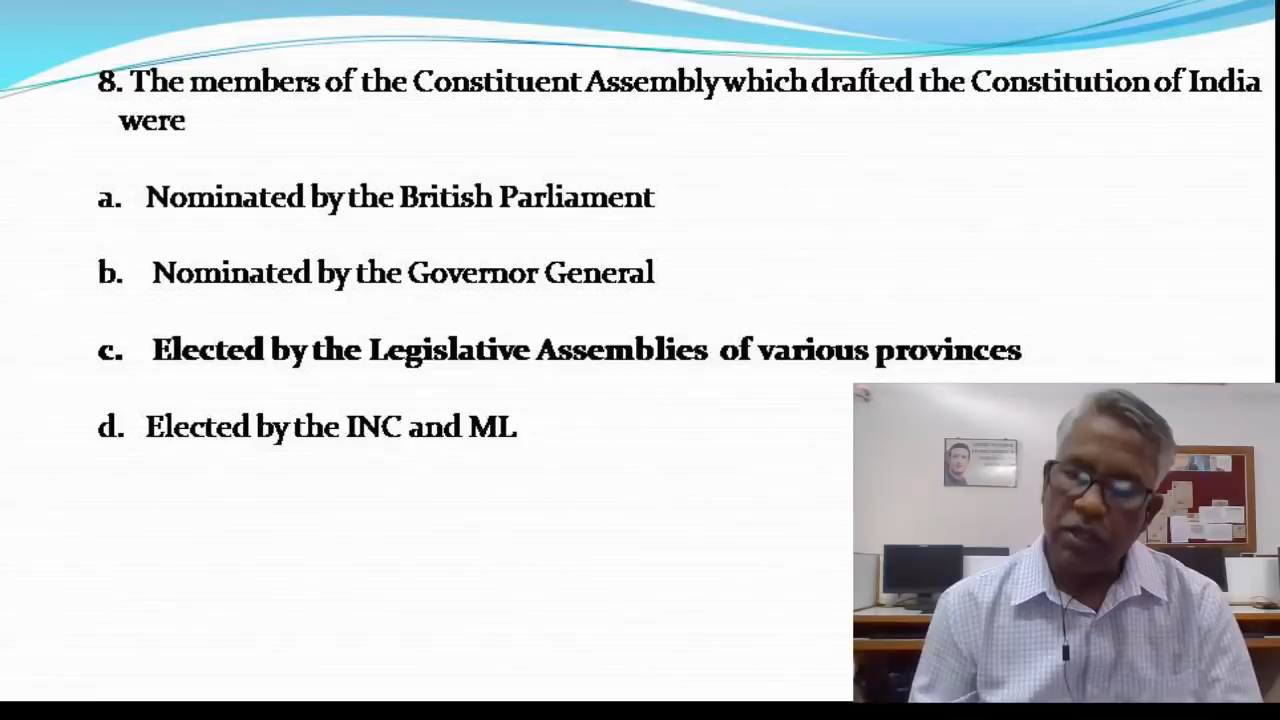 8. The members of the Constituent Assembly which drafted the Constitution of India
were
a. Nominated by the British Parliament
b. Nominated by the Governor General
c. Elected by the Legislative Assemblies of various provinces
d. Elected by the INC and ML